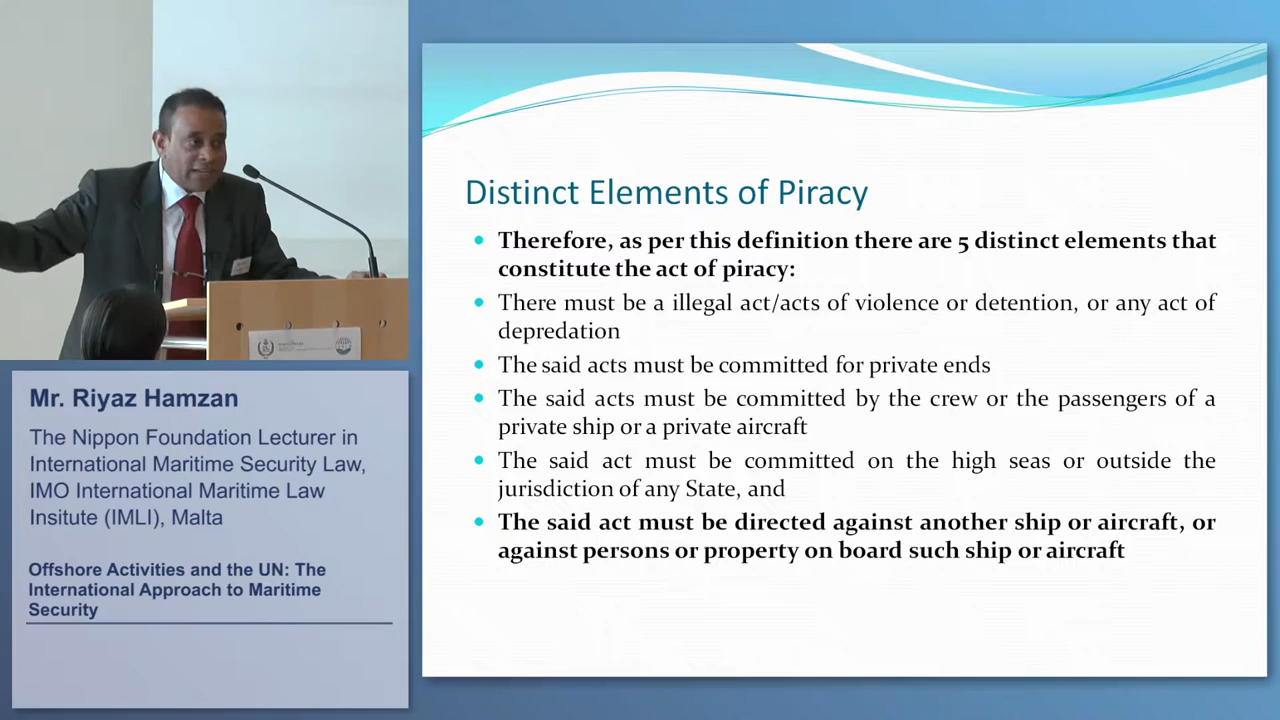 Distinct Elements of Piracy
Therefore, as per this definition there are 5 distinct elements that
constitute the act of piracy:
There must be a illegal act/acts of violence or detention, or any act of
depredation
The said acts must be committed for private ends
The said acts must be committed by the crew or the passengers of a
private ship or a private aircraft
The said act must be committed on the high seas or outside the
jurisdiction of any State, and
The said act must be directed against another ship or aircraft, or
against persons or property on board such ship or aircraft
Mr. Riyaz Hamzan
The Nippon Foundation Lecturer in
International Maritime Security Law,
IMO International Maritime Law
Insitute (IMLI), Malta
Offshore Activities and the UN: The
International Approach to Maritime
Security